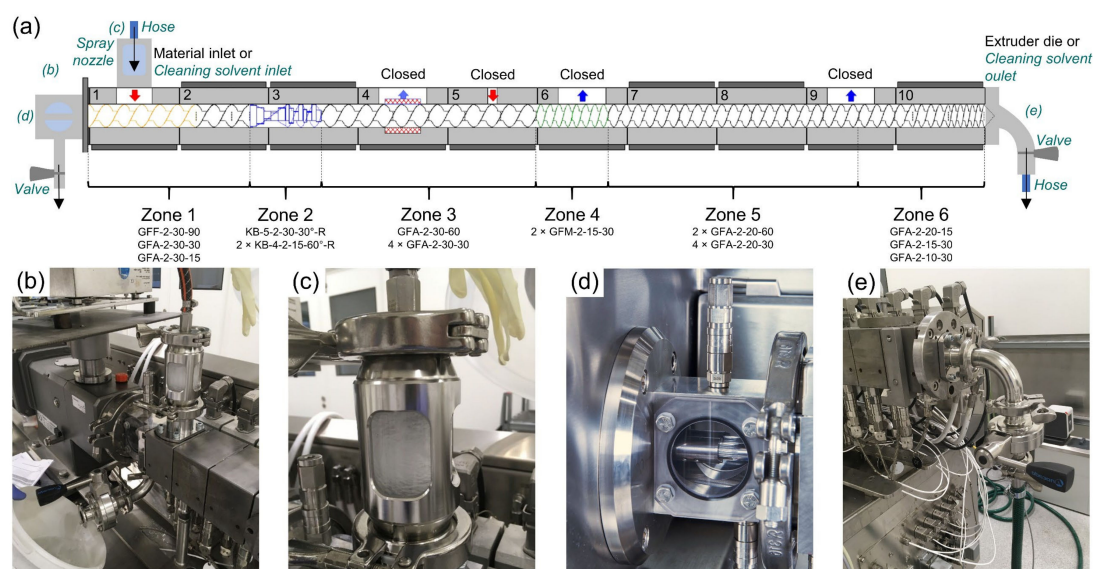 (a)
(c) Hose
Spray
nozzle
Material inlet or
Cleaning solvent inlet
(b)
(d)
Valve
Closed
Closed
Closed
Closed
Extruder die or
Cleaning solvent
oulet
(e)
Valve
Hose
1 2 3 4 5 6 7 8 9 10
Zone 1
GFF-2-30-90
GFA-2-30-30
GFA-2-30-15
Zone 2
KB-5-2-30-30°-R
2 × KB-4-2-15-60°-R
Zone 3
GFA-2-30-60
4 × GFA-2-30-30
Zone 4
2 × GFM-2-15-30
Zone 5
2 × GFA-2-20-60
4 × GFA-2-20-30
Zone 6
GFA-2-20-15
GFA-2-15-30
GFA-2-10-30
(b)
(c)
(d)
(e)